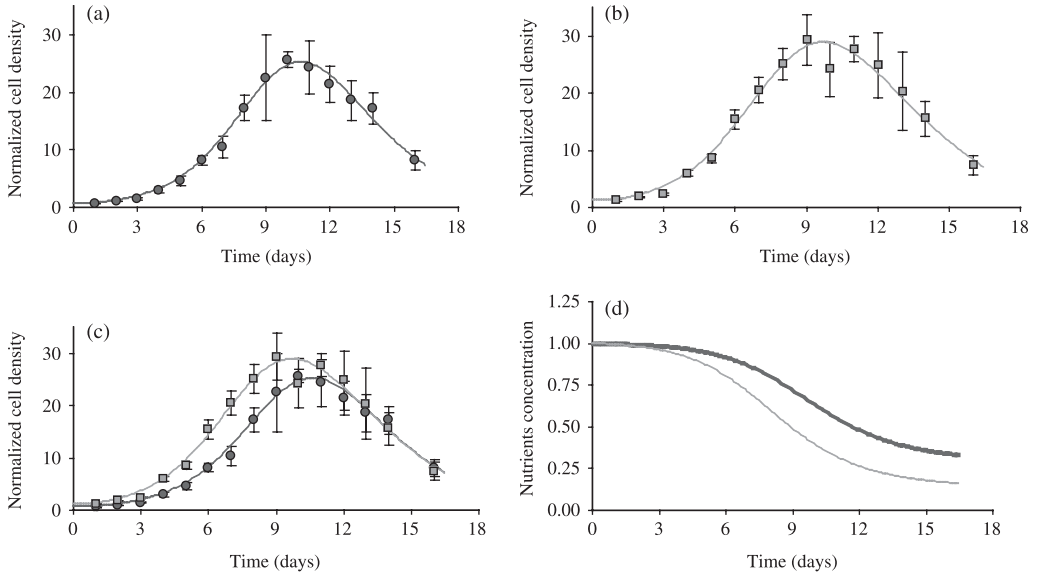 (a)
Normalized cell density
30
20
10
0
0 3 6 9 12 15 18
Time (days)
(b)
Normalized cell density
30
20
10
0
0 3 6 9 12 15 18
Time (days)
(c)
Normalized cell density
30
20
10
0
0 3 6 9 12 15 18
Time (days)
(d)
Nutrients concentration
1.25
1.00
0.75
0.50
0.25
0.00
0 3 6 9 12 15 18
Time (days)